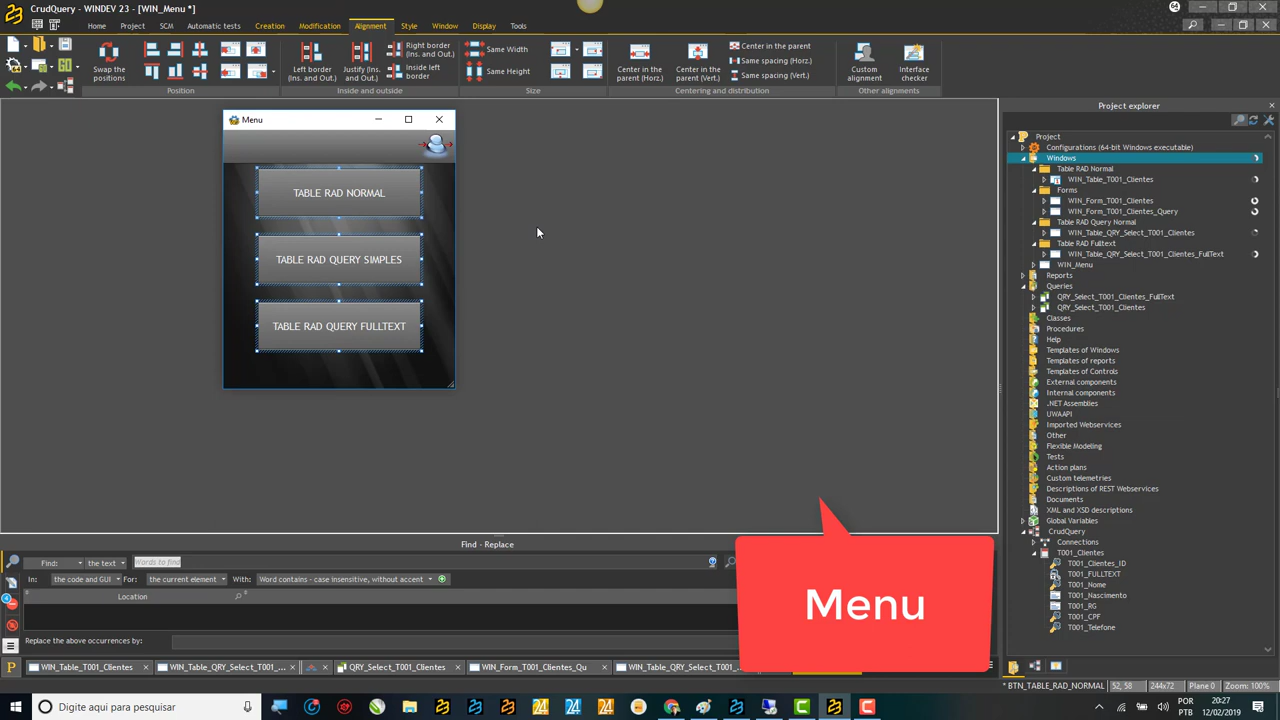 CrudQuery - WINDEV 23 - [WIN_Menu *]
64
Home Project SCM Automatic tests Creation Modification Alignment Style Window Display Tools
Swap the positions
Position
Left border (Ins. and Out.)
Justify (Ins. and Out.)
Right border (Ins. and Out.)
Inside left border
Inside and outside
Same Width
Same Height
Size
Center in the parent (Horz.)
Center in the parent (Vert.)
Center in the parent
Same spacing (Horz.)
Same spacing (Vert.)
Centering and distribution
Custom alignment
Interface checker
Other alignments
Menu
TABLE RAD NORMAL
TABLE RAD QUERY SIMPLES
TABLE RAD QUERY FULLTEXT
Project explorer
Project
Configurations (64-bit Windows executable)
Windows
Table RAD Normal
WIN_Table_T001_Clientes
Forms
WIN_Form_T001_Clientes
WIN_Form_T001_Clientes_Query
Table RAD Query Normal
WIN_Table_QRY_Select_T001_Clientes
Table RAD Fulltext
WIN_Table_QRY_Select_T001_Clientes_FullText
WIN_Menu
Reports
Queries
QRY_Select_T001_Clientes_FullText
QRY_Select_T001_Clientes
Classes
Procedures
Help
Templates of Windows
Templates of reports
Templates of Controls
External components
Internal components
.NET Assemblies
UWAAPI
Imported Webservices
Other
Flexible Modeling
Tests
Action plans
Custom telemetries
Descriptions of REST Webservices
Documents
XML and XSD descriptions
Global Variables
CrudQuery
Connections
T001_Clientes
T001_Clientes_ID
T001_FULLTEXT
T001_Nome
T001_Nascimento
T001_RG
T001_CPF
T001_Telefone
Find - Replace
Find: the text Words to find
In: the code and GUI For: the current element With: Word contains - case insensitive, without accent
Location
Replace the above occurrences by:
Menu
WIN_Table_T001_Clientes WIN_Table_QRY_Select_T001_... QRY_Select_T001_Clientes WIN_Form_T001_Clientes_Qu WIN_Table_QRY_Select_T001_...
* BTN_TABLE_RAD_NORMAL 52, 58 244x72 Plane 0 Zoom: 100%
Digite aqui para pesquisar
24 24 24
POR
PTB
20:27
12/02/2019